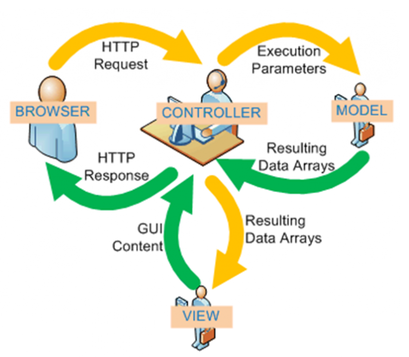 HTTP
Request
Execution
Parameters
BROWSER
CONTROLLER
MODEL
HTTP
Response
Resulting
Data Arrays
GUI
Content
Resulting
Data Arrays
VIEW